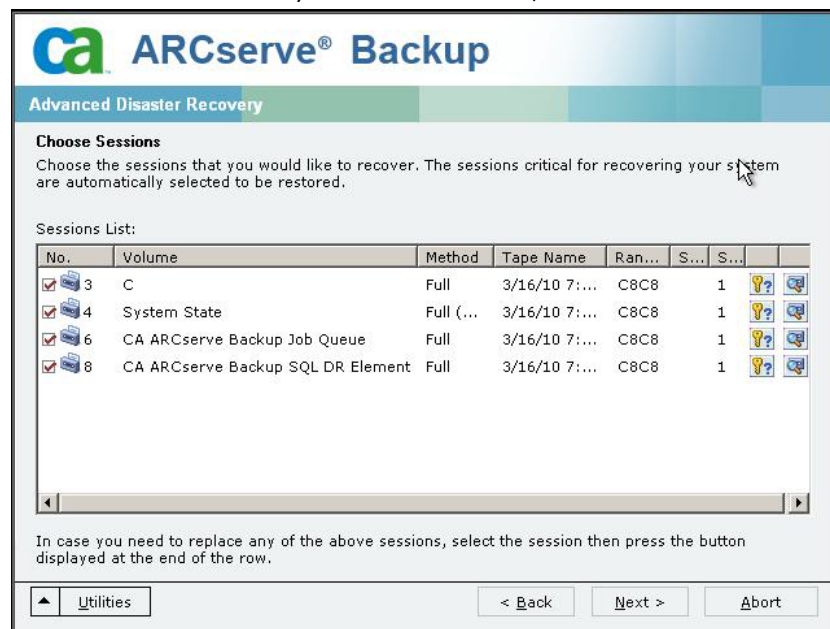 ca ARCserve® Backup
Advanced Disaster Recovery
Choose Sessions
Choose the sessions that you would like to recover. The sessions critical for recovering your system
are automatically selected to be restored.
Sessions List:
No. Volume Method Tape Name Ran... S... S...
3 C Full 3/16/10 7:... C8C8 1
4 System State Full (... 3/16/10 7:... C8C8 1
6 CA ARCserve Backup Job Queue Full 3/16/10 7:... C8C8 1
8 CA ARCserve Backup SQL DR Element Full 3/16/10 7:... C8C8 1
In case you need to replace any of the above sessions, select the session then press the button
displayed at the end of the row.
Utilities < Back Next > Abort